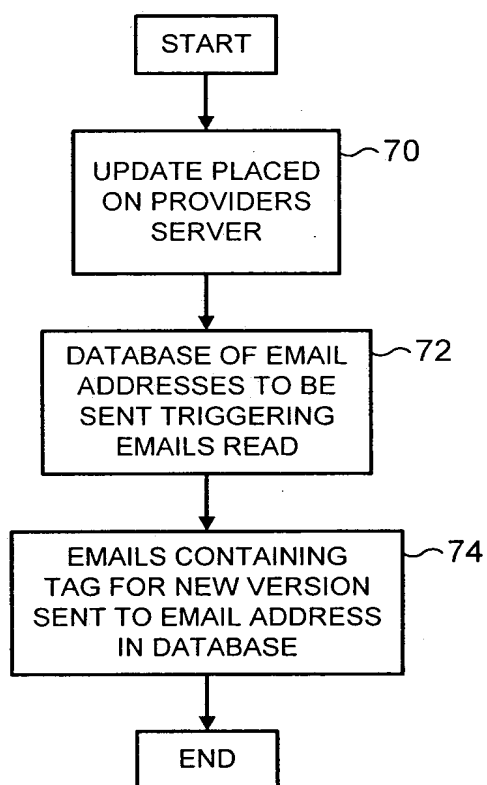 START
70
UPDATE PLACED
ON PROVIDERS
SERVER
72
DATABASE OF EMAIL
ADDRESSES TO BE
SENT TRIGGERING
EMAILS READ
74
EMAILS CONTAINING
TAG FOR NEW VERSION
SENT TO EMAIL ADDRESS
IN DATABASE
END